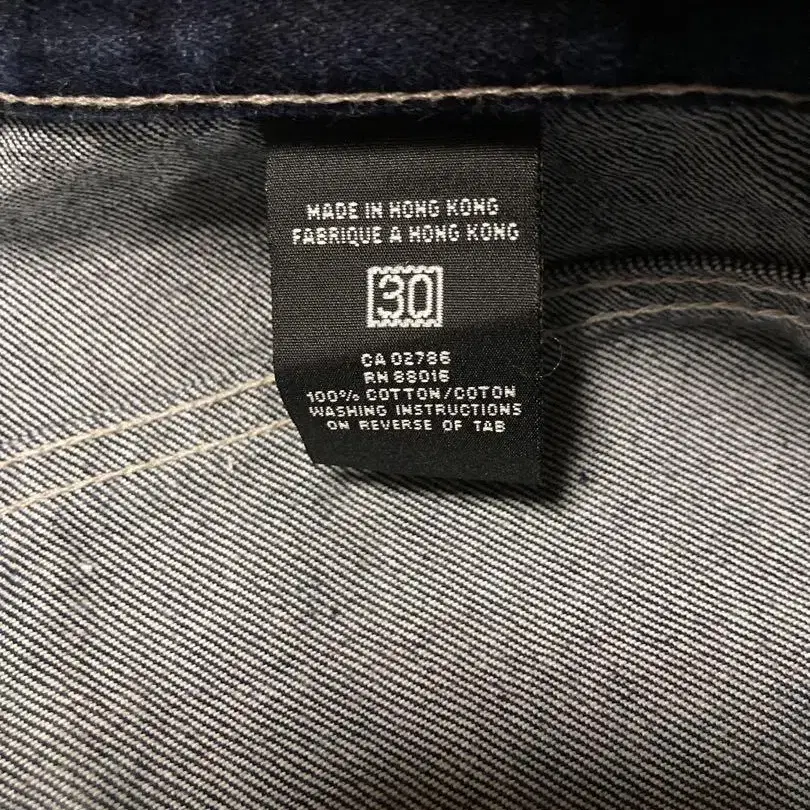 MADE IN HONG KONG
FABRIQUE A HONG KONG
30
CA 02786
RN 88016
100% COTTON/COTON
WASHING INSTRUCTIONS
ON REVERSE OF TAB